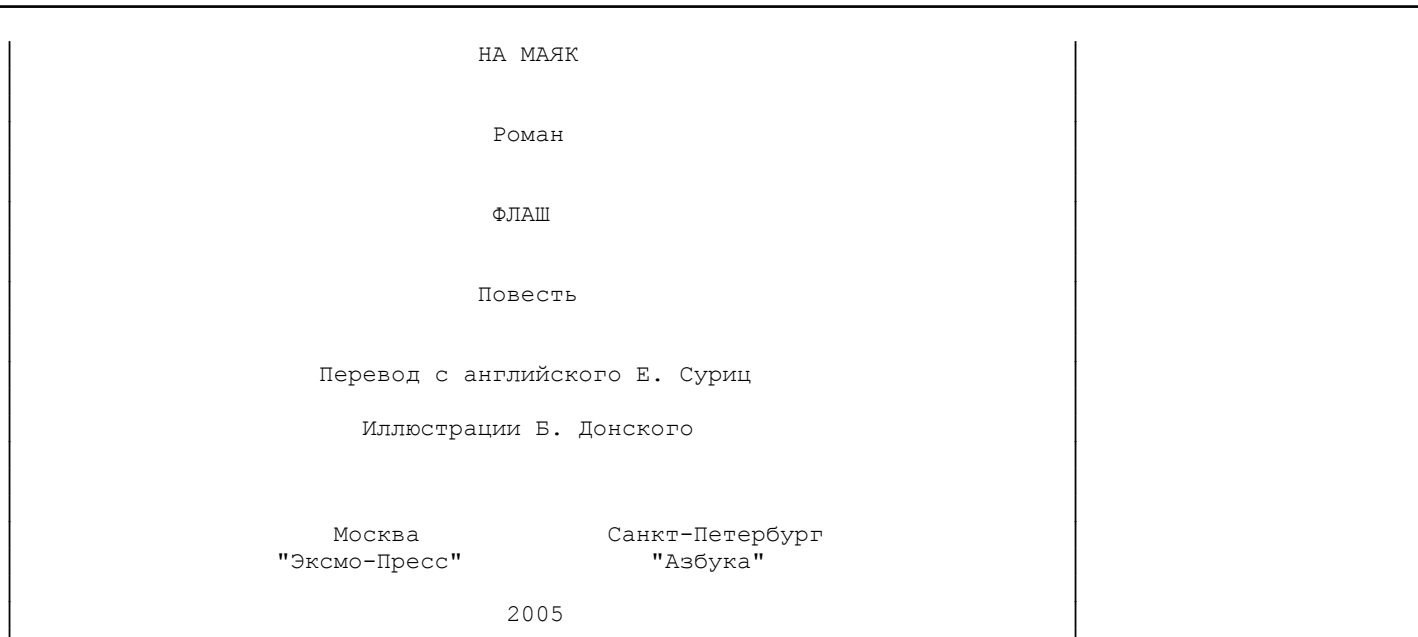 НА МАЯК
Роман
ФЛАШ
Повесть
Перевод с английского Е. Суриц
Иллюстрации Б. Донского
Москва Санкт-Петербург
"Эксмо-Пресс" "Азбука"
2005